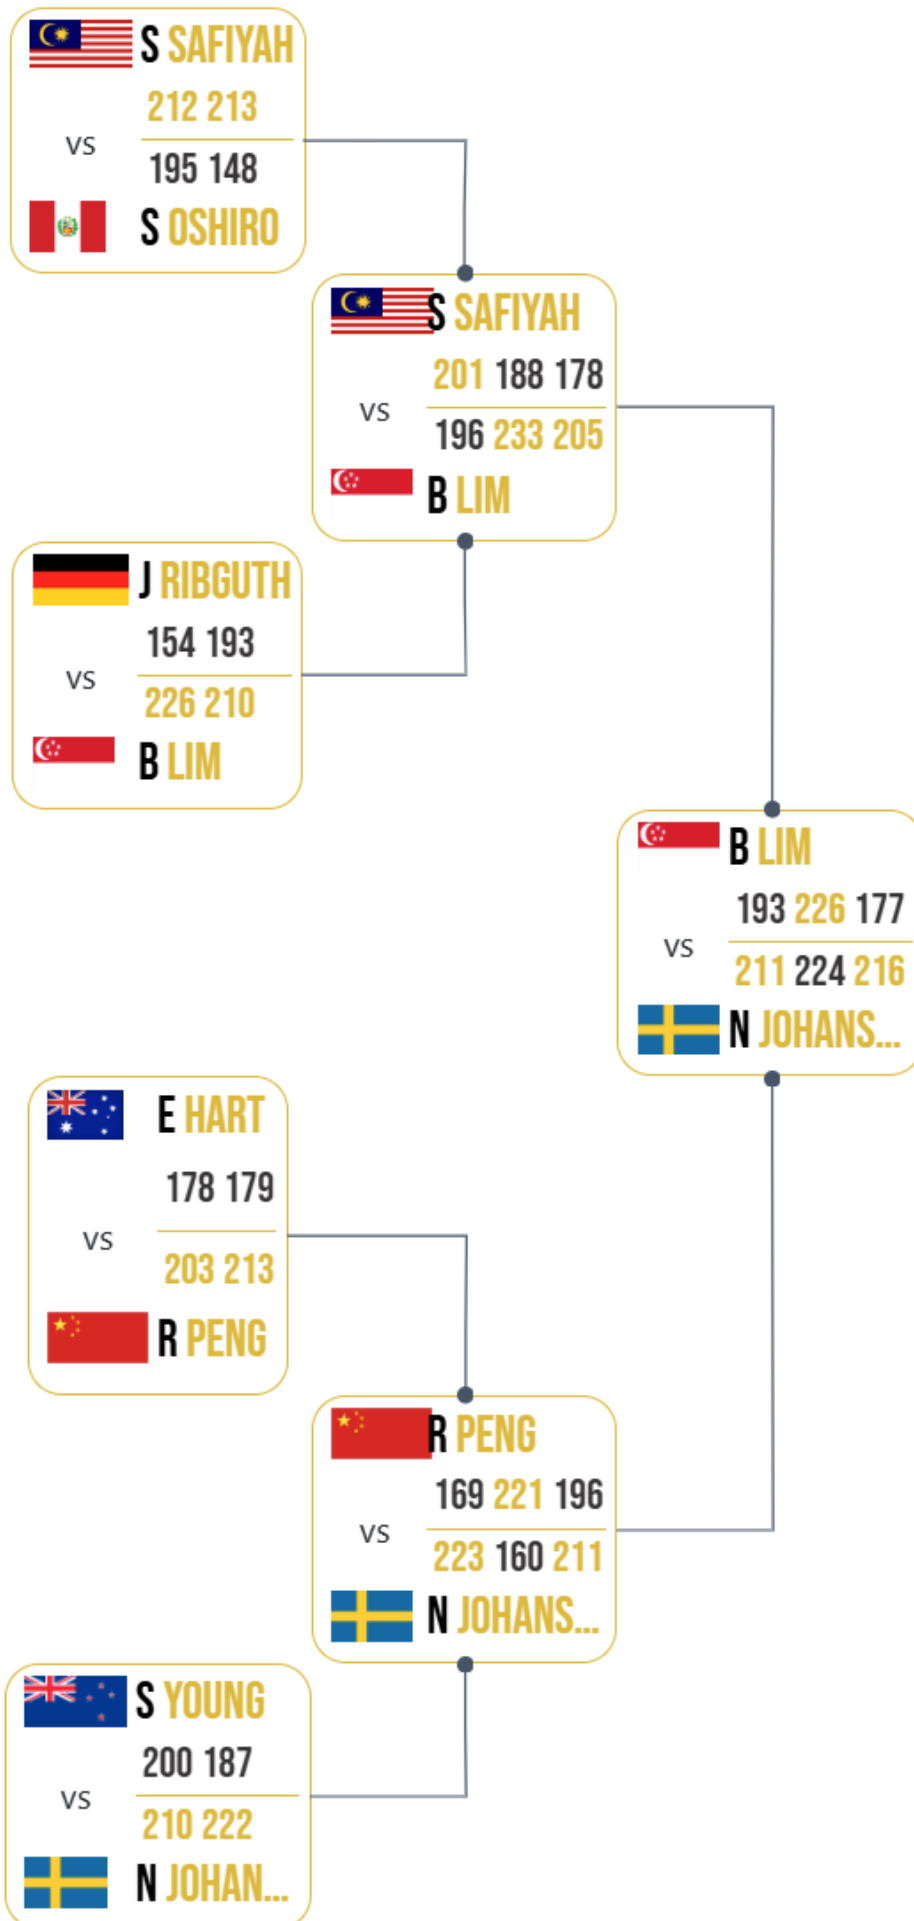 S SAFIYAH
212 213
VS
195 148
S OSHIRO
S SAFIYAH
201 188 178
VS
196 233 205
B LIM
J RIBGUTH
154 193
VS
226 210
B LIM
B LIM
193 226 177
VS
211 224 216
N JOHANS...
E HART
178 179
VS
203 213
R PENG
R PENG
169 221 196
VS
223 160 211
N JOHANS...
S YOUNG
200 187
VS
210 222
N JOHAN...